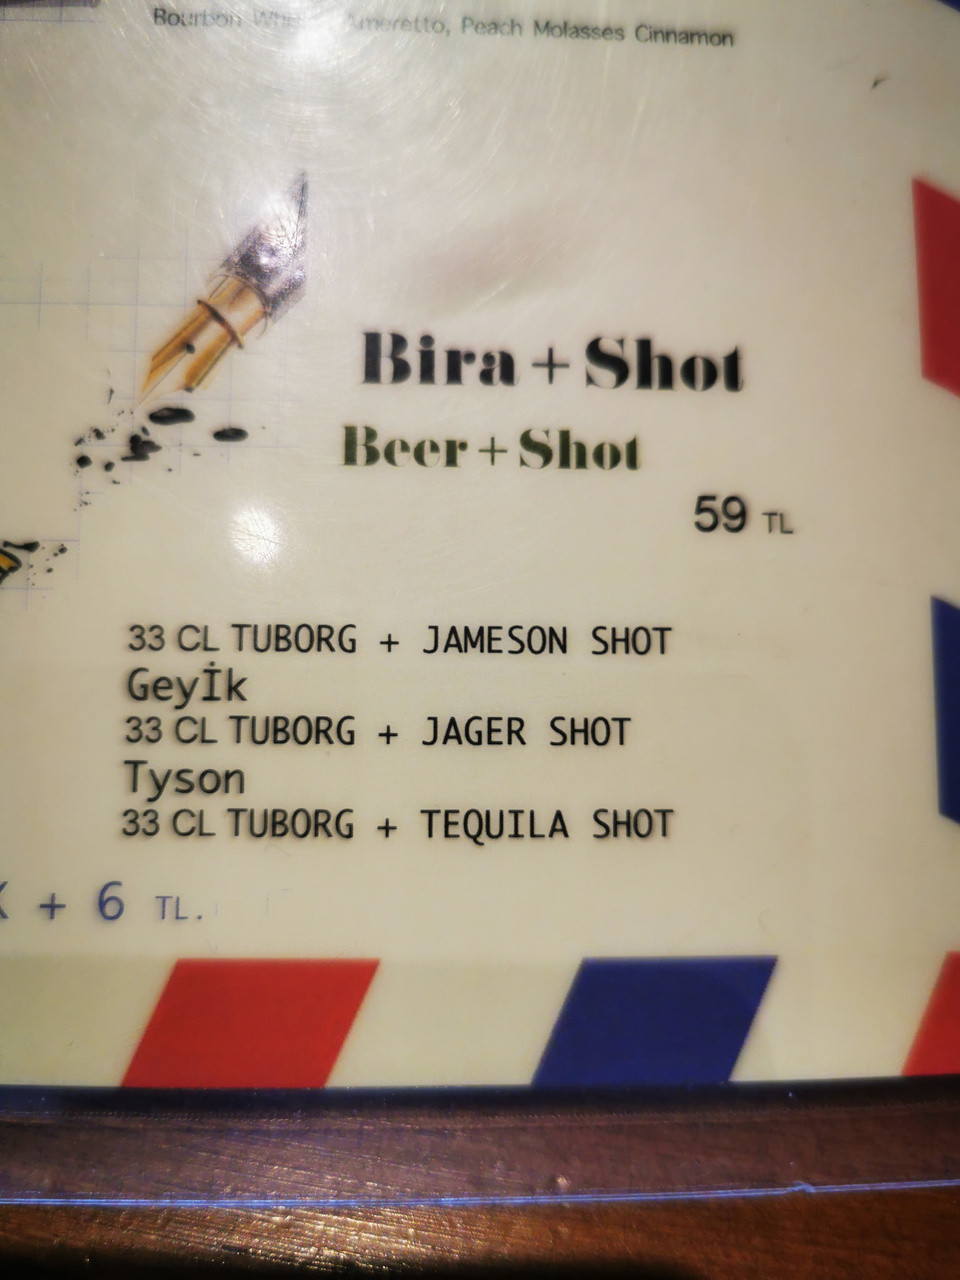 Bourbon Ameretto, Peach Molasses Cinnamon
Bira + Shot
Beer + Shot
59 TL
33 CL TUBORG + JAMESON SHOT
Geyİk
33 CL TUBORG + JAGER SHOT
Tyson
33 CL TUBORG + TEQUILA SHOT
+ 6 TL.